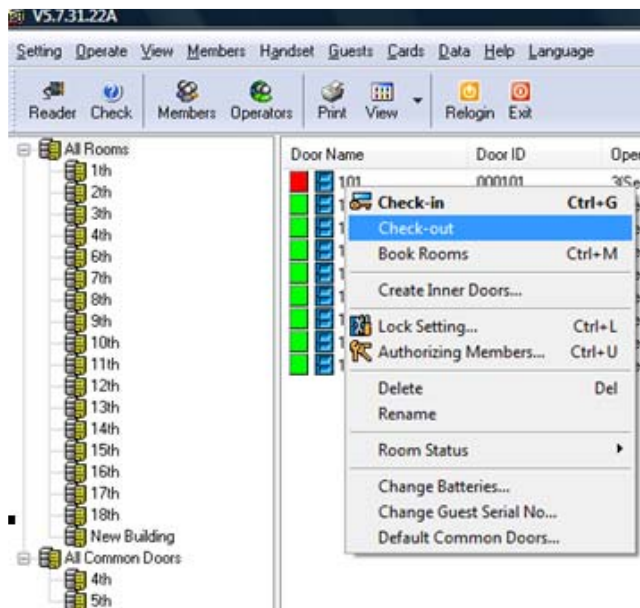 V5.7.31.22A
Setting Operate View Members Handset Guests Cards Data Help Language
Reader Check Members Operators Print View Relogin Exit
All Rooms
1th
2th
3th
4th
6th
7th
8th
9th
10th
11th
12th
13th
14th
15th
16th
17th
18th
New Building
All Common Doors
4th
5th
Door Name Door ID Oper
101 000101 3(Se
Check-in Ctrl+G
Check-out
Book Rooms Ctrl+M
Create Inner Doors...
Lock Setting... Ctrl+L
Authorizing Members... Ctrl+U
Delete Del
Rename
Room Status
Change Batteries...
Change Guest Serial No...
Default Common Doors...